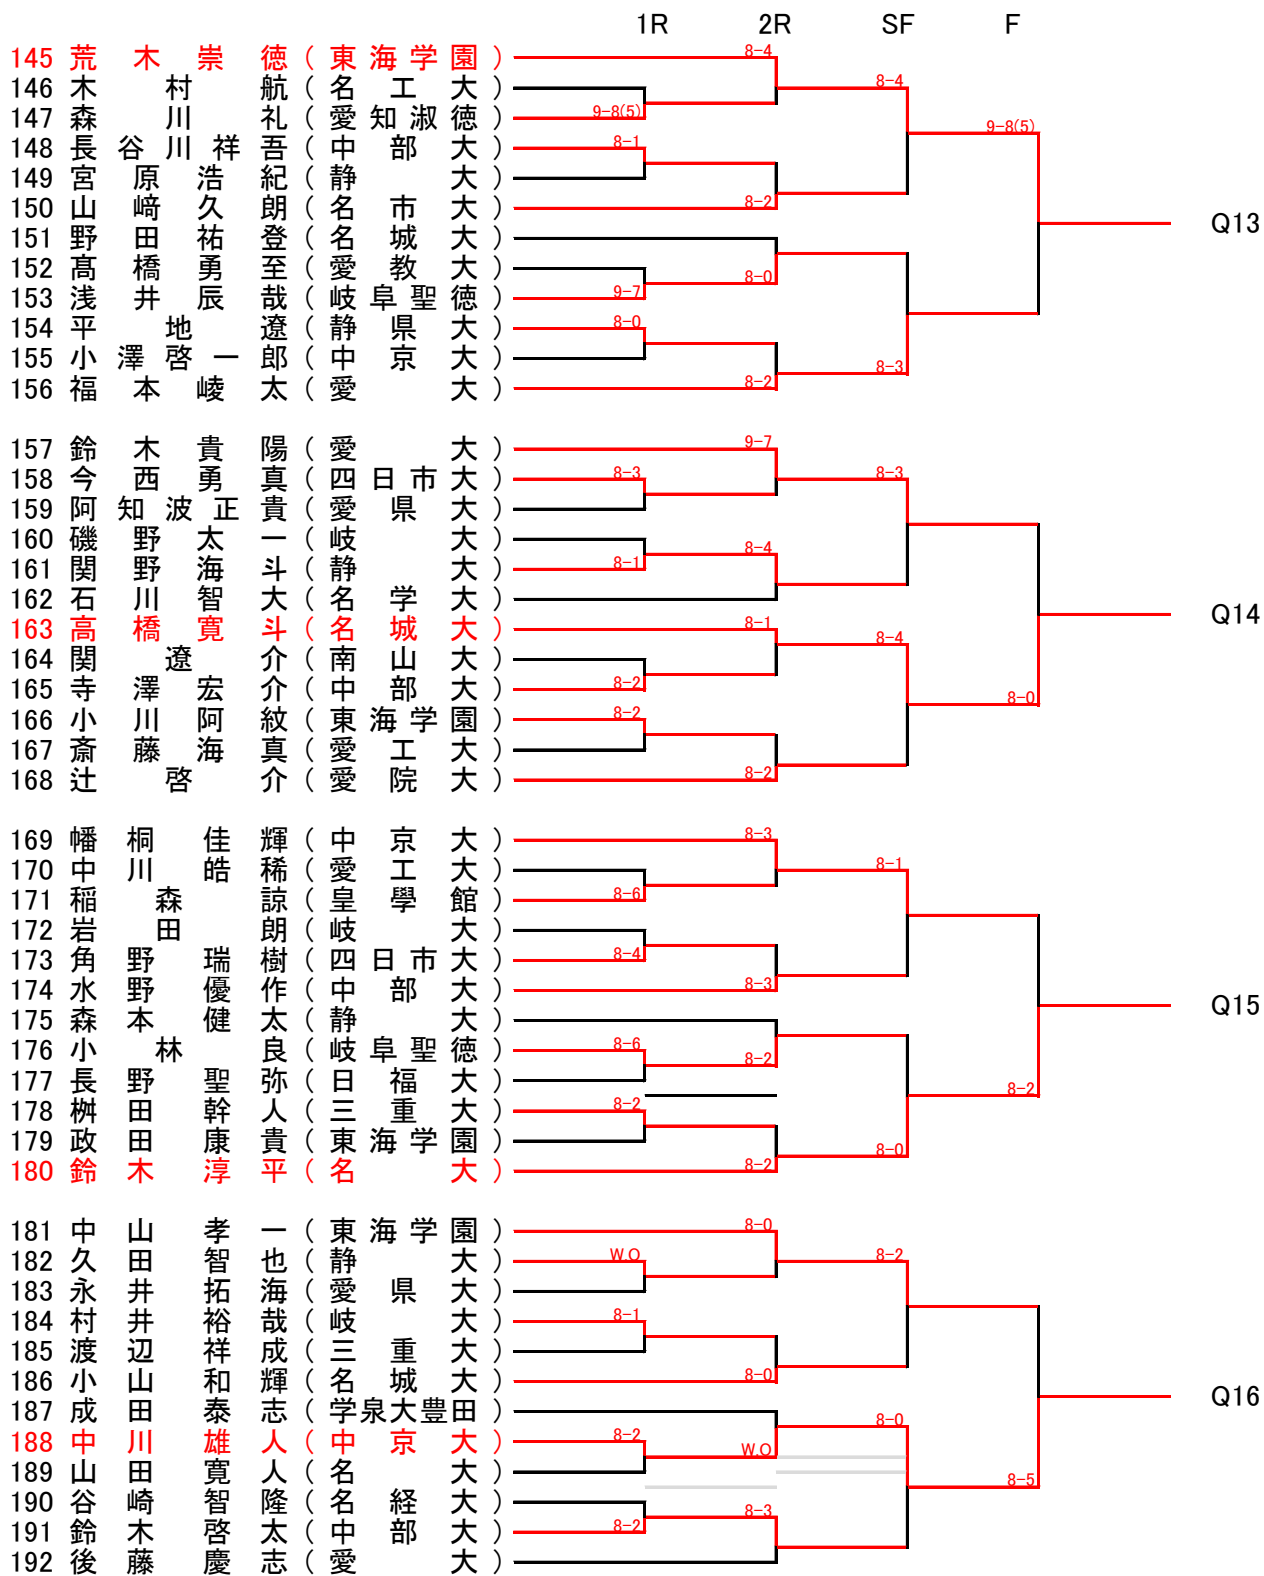 1R 2R SF F
145 荒木崇徳(東海学園) 8-4
146 木村航(名工大) 8-4
147 森川礼(愛知淑徳) 9-8(5) 9-8(5)
148 長谷川祥吾(中部大) 8-1
149 宮原浩紀(静大)
150 山﨑久朗(名市大) 8-2
Q13
151 野田祐登(名城大)
152 髙橋勇至(愛教大) 8-0
153 浅井辰哉(岐阜聖徳) 9-7
154 平地遼(静県大) 8-0
155 小澤啓一郎(中京大) 8-3
156 福本崚太(愛大) 8-2
157 鈴木貴陽(愛大) 9-7
158 今西勇真(四日市大) 8-3 8-3
159 阿知波正貴(愛県大)
160 磯野太一(岐大) 8-4
161 関野海斗(静大) 8-1
162 石川智大(名学大)
Q14
163 高橋寛斗(名城大) 8-1 8-4
164 関遼介(南山大)
165 寺澤宏介(中部大) 8-2 8-0
166 小川阿紋(東海学園) 8-2
167 斎藤海真(愛工大)
168 辻啓介(愛院大) 8-2
169 幡桐佳輝(中京大) 8-3
170 中川皓稀(愛工大) 8-1
171 稲森諒(皇學館) 8-6
172 岩田朗(岐大)
173 角野瑞樹(四日市大) 8-4
174 水野優作(中部大) 8-3
Q15
175 森本健太(静大)
176 小林良(岐阜聖徳) 8-6 8-2
177 長野聖弥(日福大) 8-2
178 桝田幹人(三重大) 8-2
179 政田康貴(東海学園) 8-0
180 鈴木淳平(名大) 8-2
181 中山孝一(東海学園) 8-0
182 久田智也(静大) W.O 8-2
183 永井拓海(愛県大)
184 村井裕哉(岐大) 8-1
185 渡辺祥成(三重大)
186 小山和輝(名城大) 8-0
Q16
187 成田泰志(学泉大豊田) 8-0
188 中川雄人(中京大) 8-2 W.O
189 山田寛人(名大) 8-5
190 谷崎智隆(名経大) 8-3
191 鈴木啓太(中部大) 8-2
192 後藤慶志(愛大)